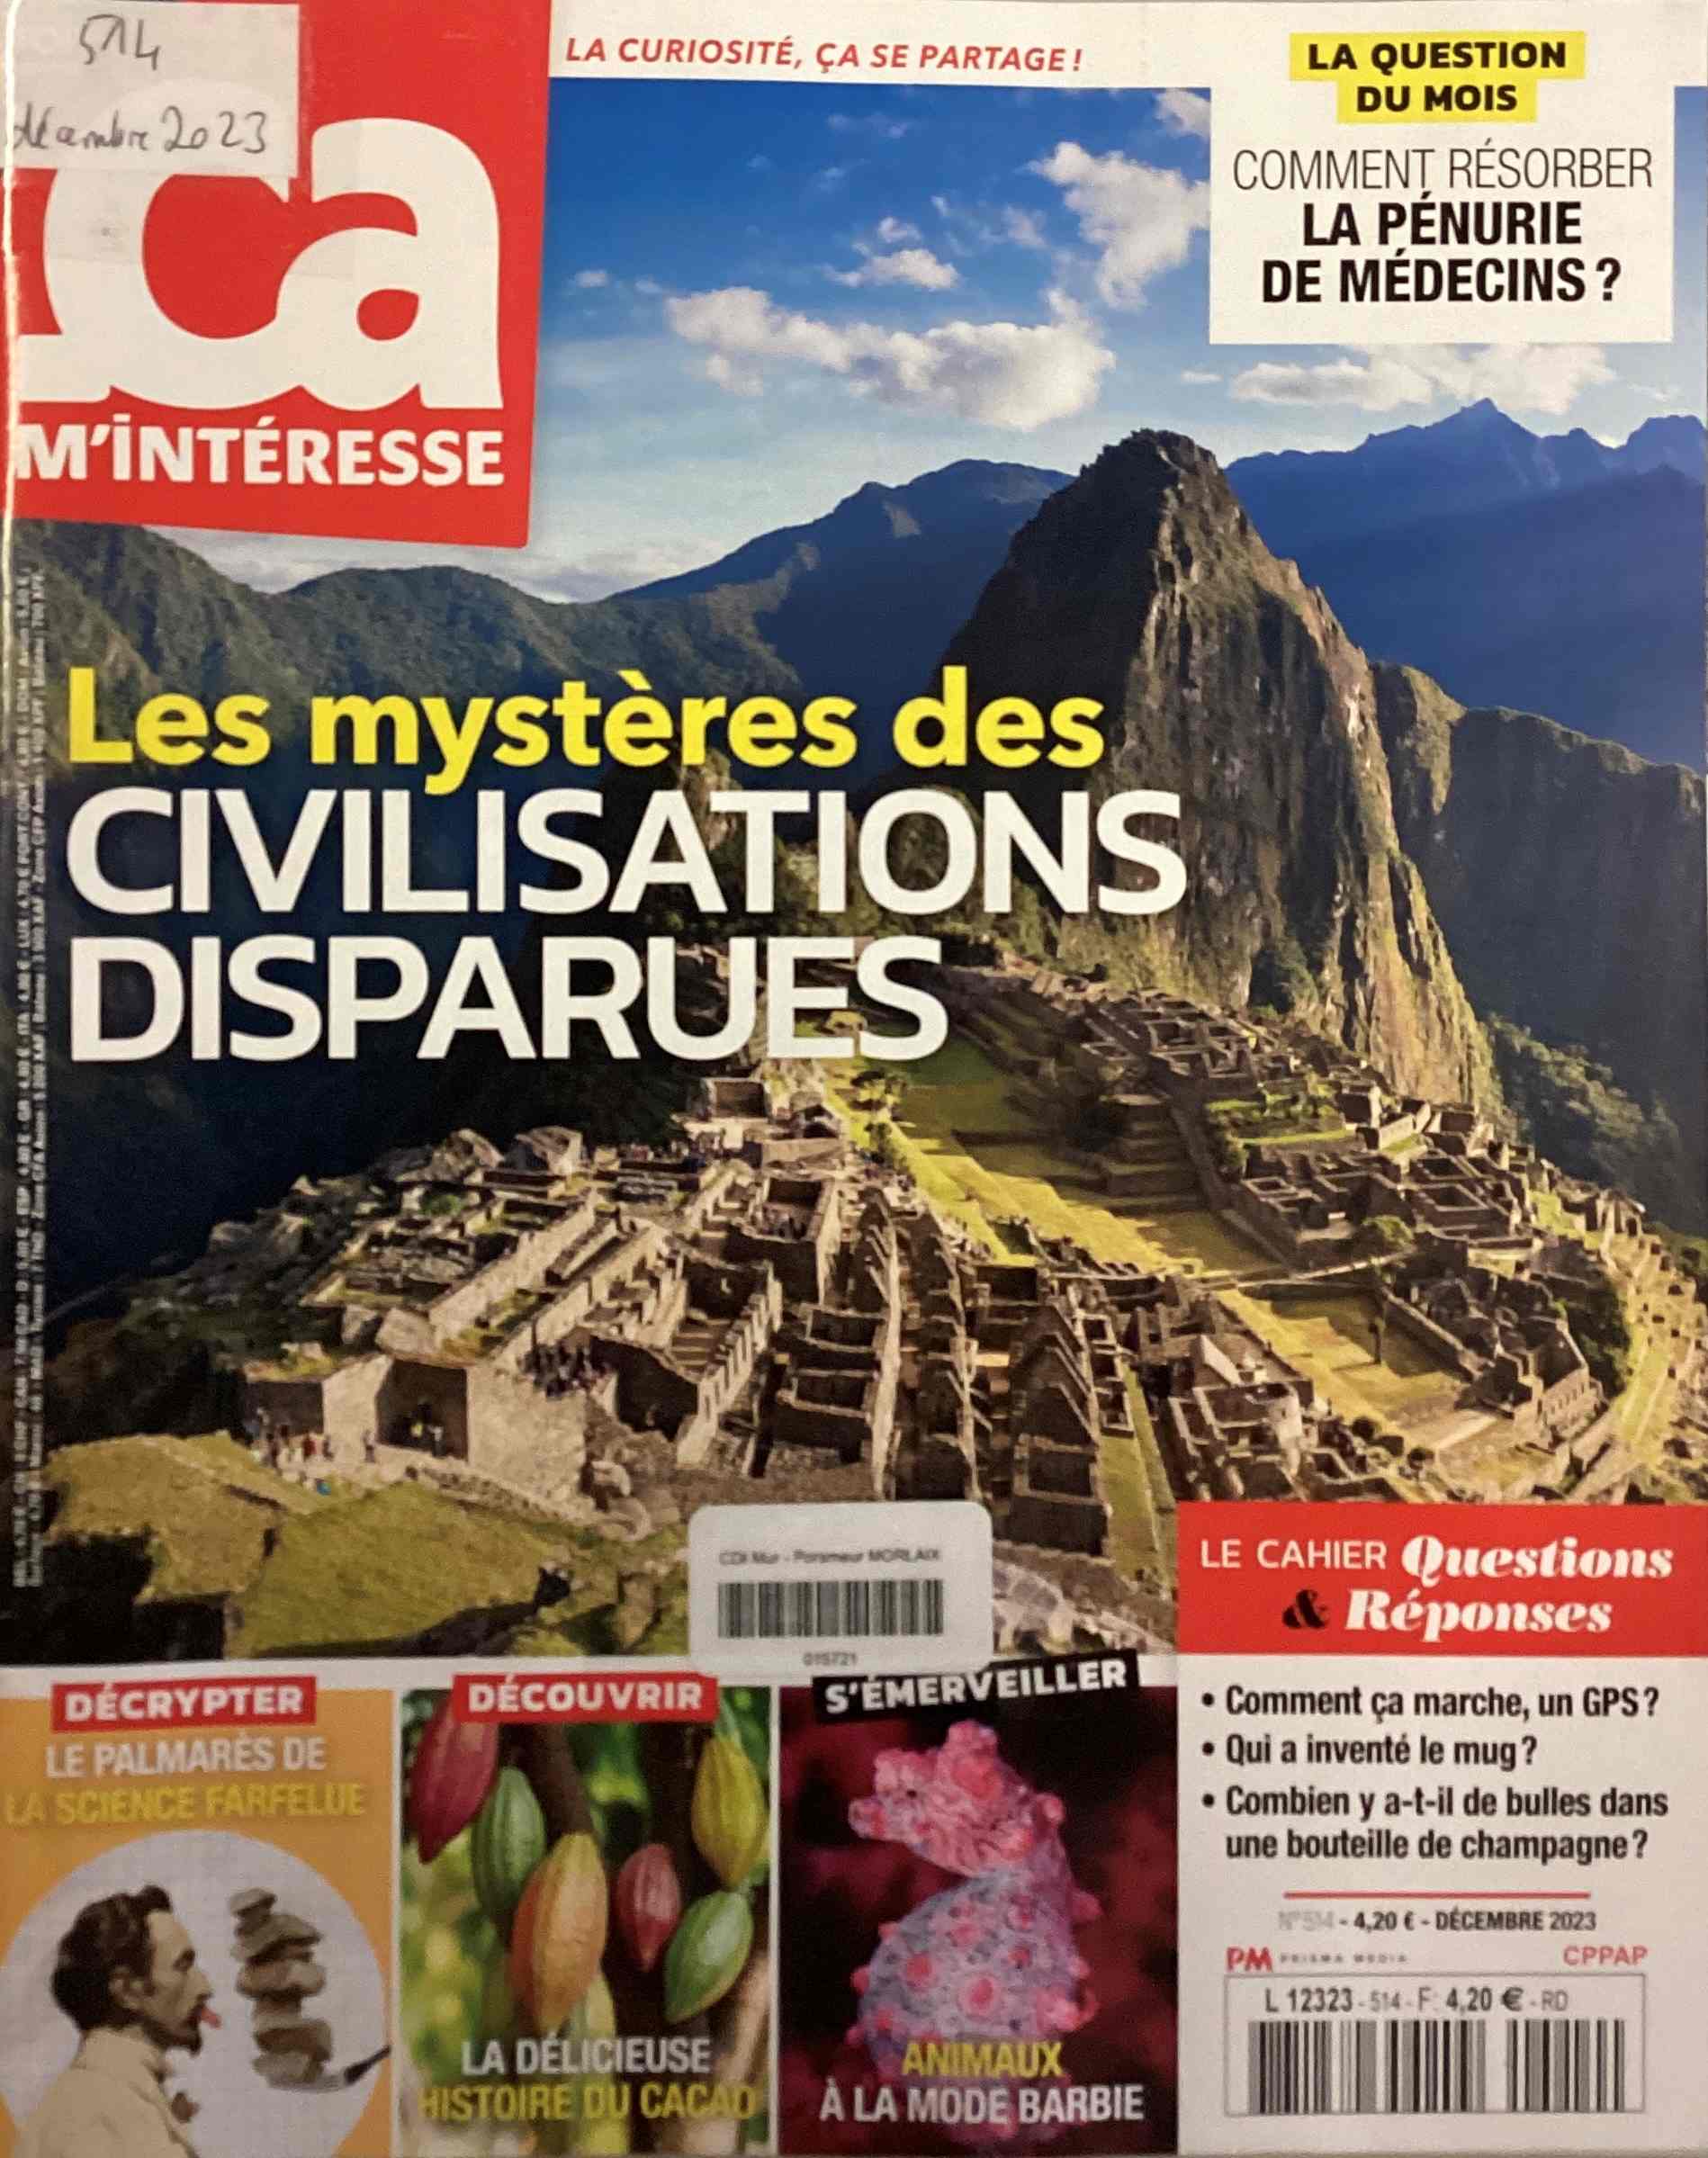 514
décembre 2023
Ça
M'INTÉRESSE
LA CURIOSITÉ, ÇA SE PARTAGE !
LA QUESTION
DU MOIS
COMMENT RÉSORBER
LA PÉNURIE
DE MÉDECINS ?
Les mystères des
CIVILISATIONS
DISPARUES
CDI Mur - Porsmeur MORLAIX
015721
LE CAHIER Questions
& Réponses
• Comment ça marche, un GPS ?
• Qui a inventé le mug ?
• Combien y a-t-il de bulles dans
une bouteille de champagne ?
N° 514 - 4,20 € - DÉCEMBRE 2023
PM PRISMA MEDIA
CPPAP
L 12323 - 514 - F: 4,20 € - RD
DÉCRYPTER
LE PALMARÈS DE
LA SCIENCE FARFELUE
DÉCOUVRIR
LA DÉLICIEUSE
HISTOIRE DU CACAO
S'ÉMERVEILLER
ANIMAUX
À LA MODE BARBIE